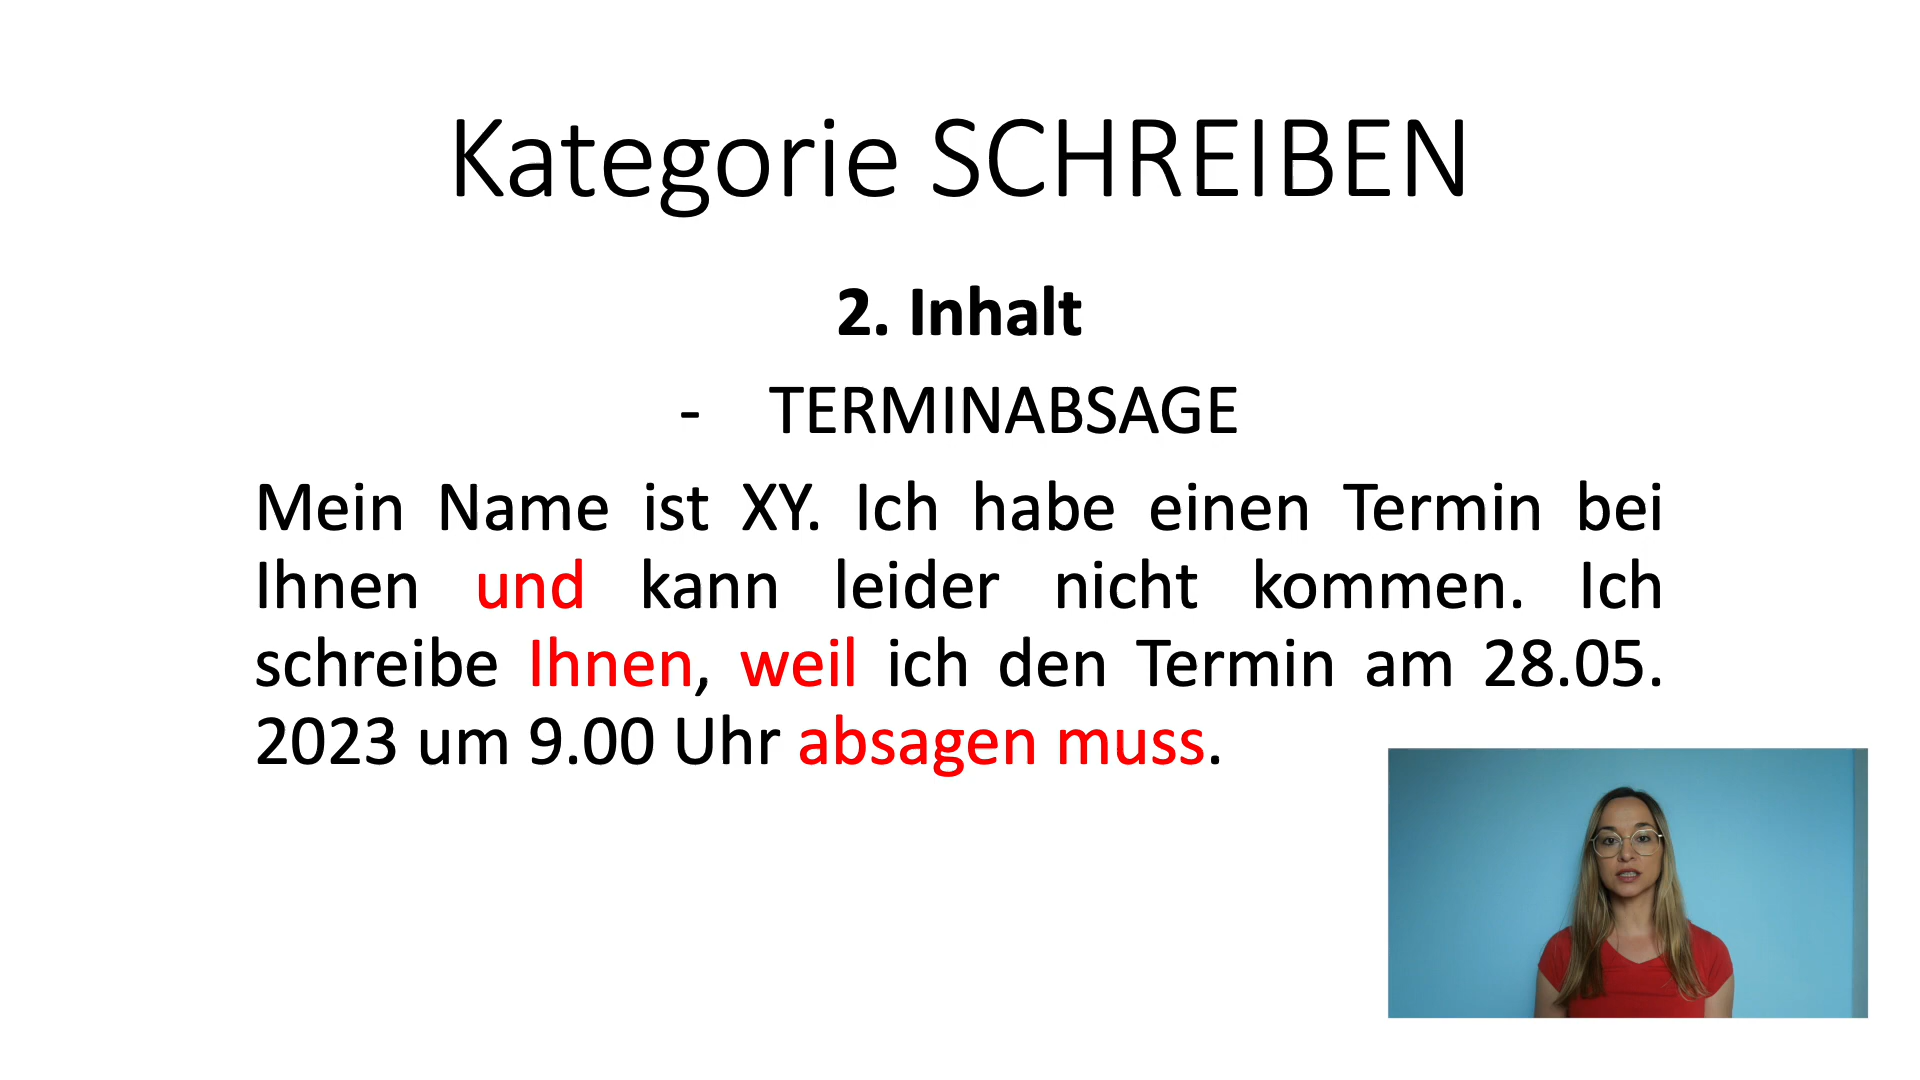 Kategorie SCHREIBEN
2. Inhalt
- TERMINABSAGE
Mein Name ist XY. Ich habe einen Termin bei
Ihnen und kann leider nicht kommen. Ich
schreibe Ihnen, weil ich den Termin am 28.05.
2023 um 9.00 Uhr absagen muss.